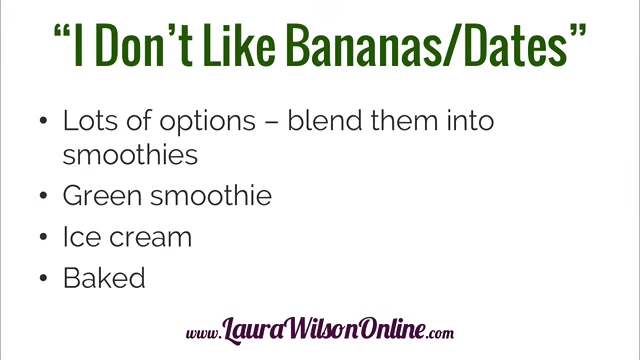 “I Don’t Like Bananas/Dates”
• Lots of options – blend them into
smoothies
• Green smoothie
• Ice cream
• Baked
www.LauraWilsonOnline.com